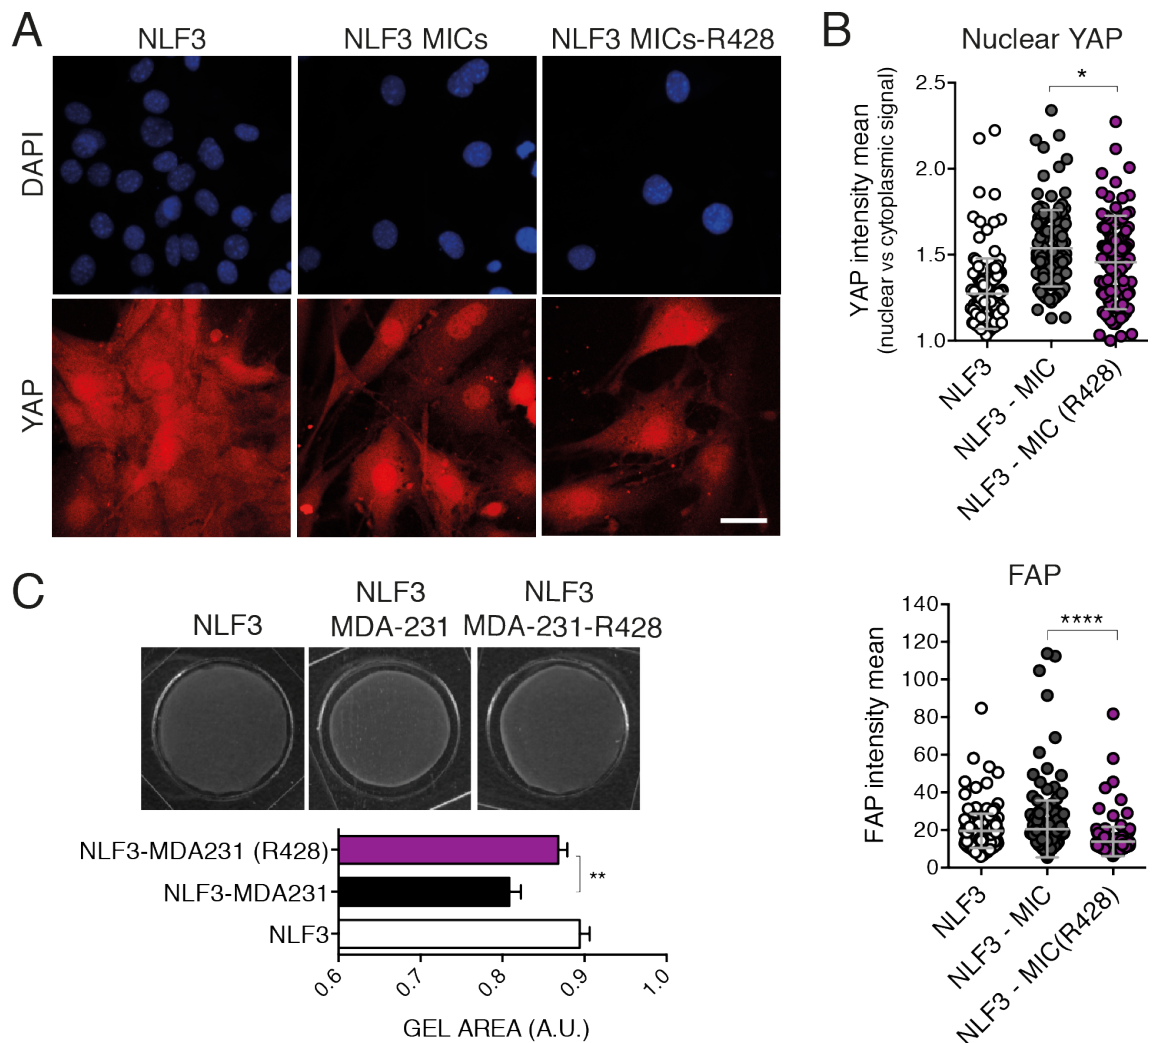 A
NLF3
NLF3 MICs
NLF3 MICs-R428
DAPI
YAP
B
Nuclear YAP
YAP intensity mean
(nuclear vs cytoplasmic signal)
2.5
2.0
1.5
1.0
*
NLF3
NLF3 - MIC
NLF3 - MIC (R428)
FAP
FAP intensity mean
140
120
100
80
60
40
20
0
****
NLF3
NLF3 - MIC
NLF3 - MIC(R428)
C
NLF3
NLF3
MDA-231
NLF3
MDA-231-R428
NLF3-MDA231 (R428)
NLF3-MDA231
NLF3
**
0.6
0.7
0.8
0.9
1.0
GEL AREA (A.U.)